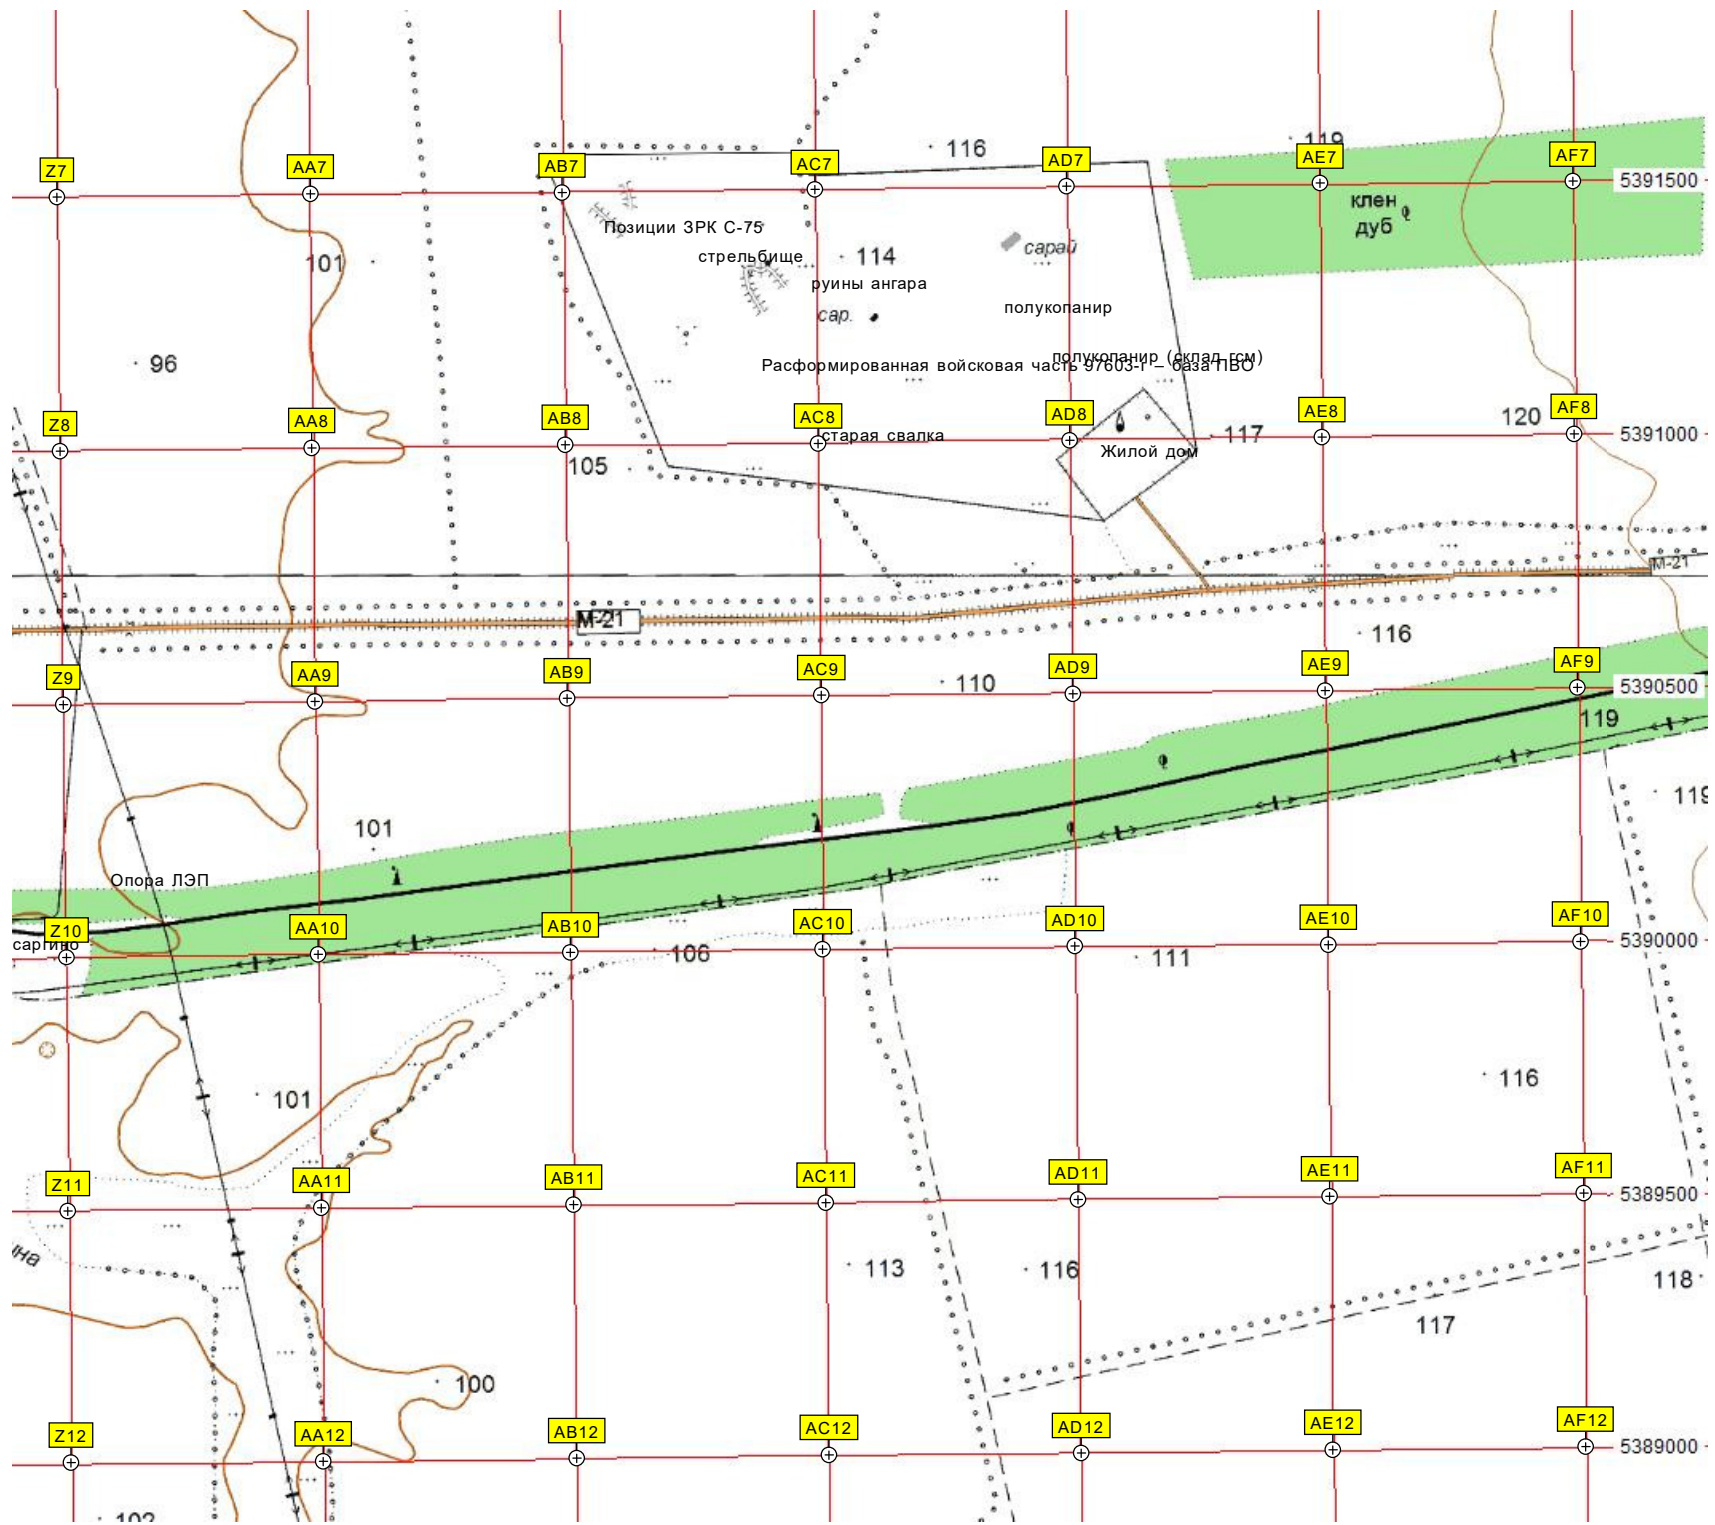 116
119
Z7
AA7
AB7
AC7
AD7
AE7
AF7
5391500
клен
дуб
Позиции ЗРК С-75
стрельбище
114
сарай
101
руины ангара
сар.
полукопанир
96
полукопанир (склад гсм)
Расформированная войсковая часть 97603-г – база ПВО
Z8
AA8
AB8
AC8
AD8
AE8
AF8
5391000
120
117
старая свалка
Жилой дом
105
М-21
М-21
116
Z9
AA9
AB9
AC9
AD9
AE9
AF9
5390500
110
119
119
101
Опора ЛЭП
Z10
AA10
AB10
AC10
AD10
AE10
AF10
5390000
саргино
106
111
101
116
Z11
AA11
AB11
AC11
AD11
AE11
AF11
5389500
113
116
118
117
100
Z12
AA12
AB12
AC12
AD12
AE12
AF12
5389000
102